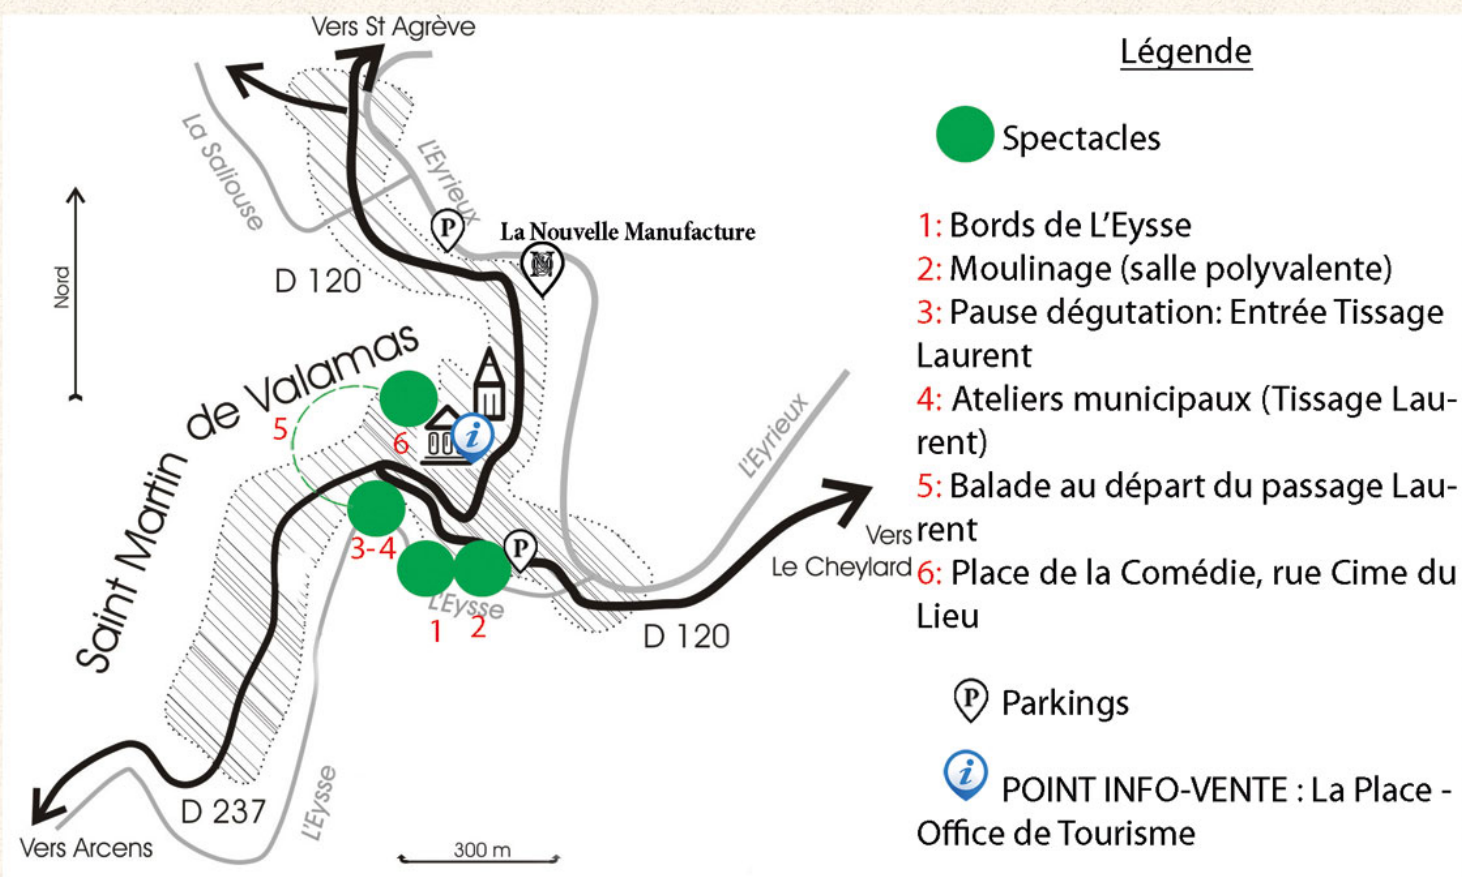 Vers St Agrève
La Saliouse
L'Eyrieux
P
La Nouvelle Manufacture
Nord
D 120
Saint Martin de Valamas
5
6
i
L'Eyrieux
3-4
P
Vers
Le Cheylard
L'Eysse
1
2
D 120
L'Eysse
D 237
Vers Arcens
300 m
Légende
Spectacles
1: Bords de L'Eysse
2: Moulinage (salle polyvalente)
3: Pause dégutation: Entrée Tissage
Laurent
4: Ateliers municipaux (Tissage Lau-
rent)
5: Balade au départ du passage Lau-
rent
6: Place de la Comédie, rue Cime du
Lieu
P Parkings
i POINT INFO-VENTE : La Place -
Office de Tourisme